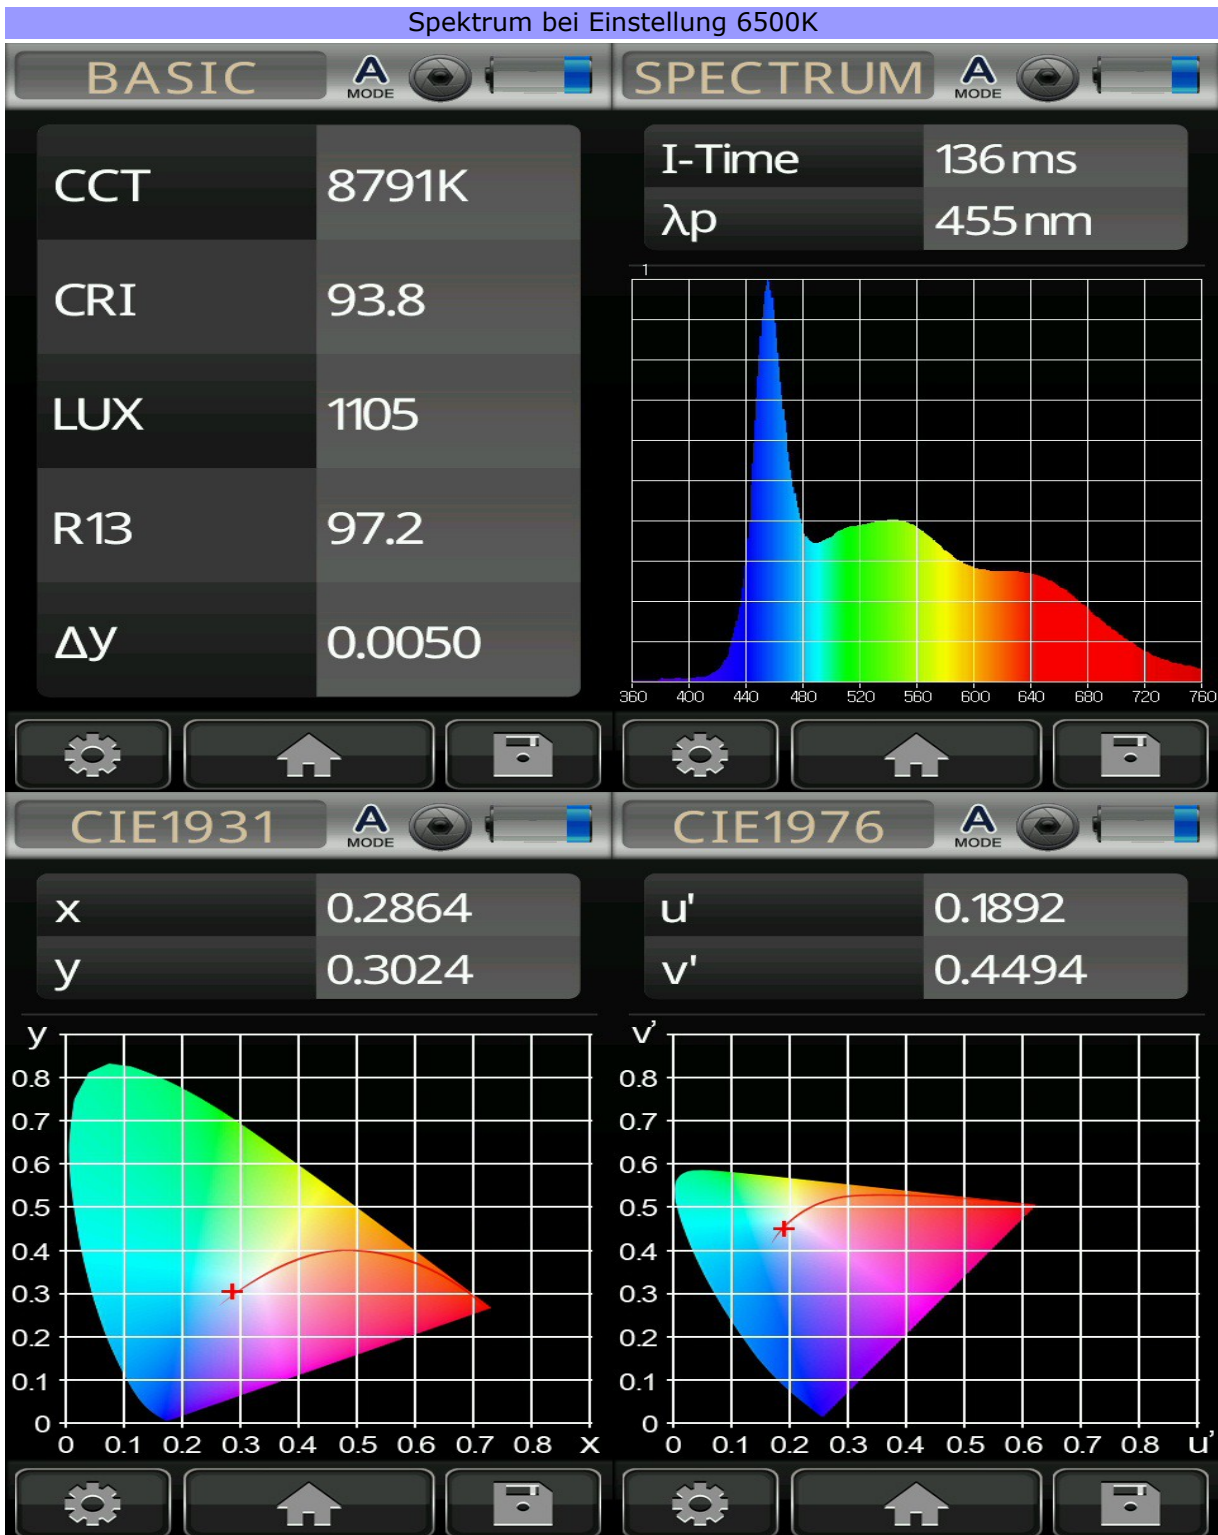 Spektrum bei Einstellung 6500K
BASIC A MODE
CCT 8791K
CRI 93.8
LUX 1105
R13 97.2
Δy 0.0050
SPECTRUM A MODE
I-Time 136 ms
λp 455 nm
1
360 400 440 480 520 560 600 640 680 720 760
CIE1931 A MODE
x 0.2864
y 0.3024
y
0.8
0.7
0.6
0.5
0.4
0.3
0.2
0.1
0
0 0.1 0.2 0.3 0.4 0.5 0.6 0.7 0.8 x
CIE1976 A MODE
u' 0.1892
v' 0.4494
v'
0.8
0.7
0.6
0.5
0.4
0.3
0.2
0.1
0
0 0.1 0.2 0.3 0.4 0.5 0.6 0.7 0.8 u'